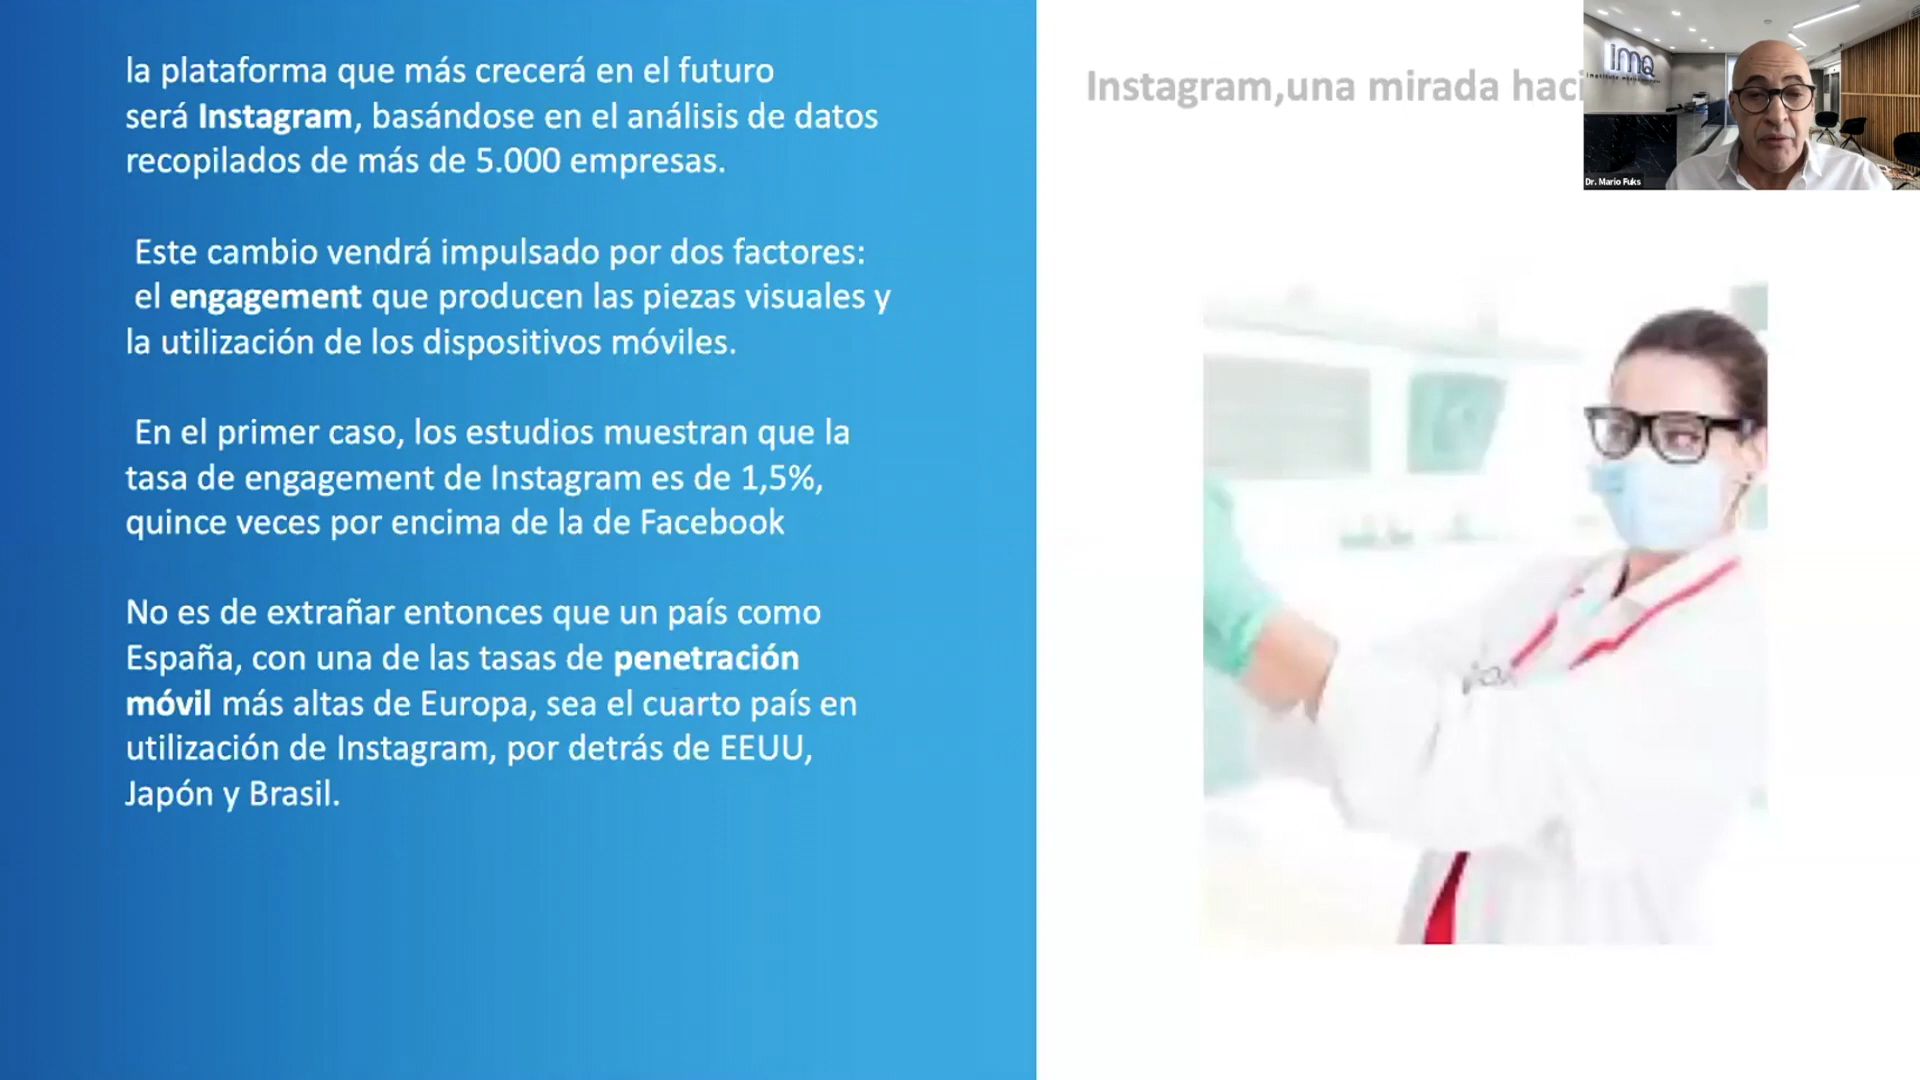 la plataforma que más crecerá en el futuro
será Instagram, basándose en el análisis de datos
recopilados de más de 5.000 empresas.
Este cambio vendrá impulsado por dos factores:
el engagement que producen las piezas visuales y
la utilización de los dispositivos móviles.
En el primer caso, los estudios muestran que la
tasa de engagement de Instagram es de 1,5%,
quince veces por encima de la de Facebook
No es de extrañar entonces que un país como
España, con una de las tasas de penetración
móvil más altas de Europa, sea el cuarto país en
utilización de Instagram, por detrás de EEUU,
Japón y Brasil.
Instagram,una mirada haci
imq
Dr. Mario Fuks